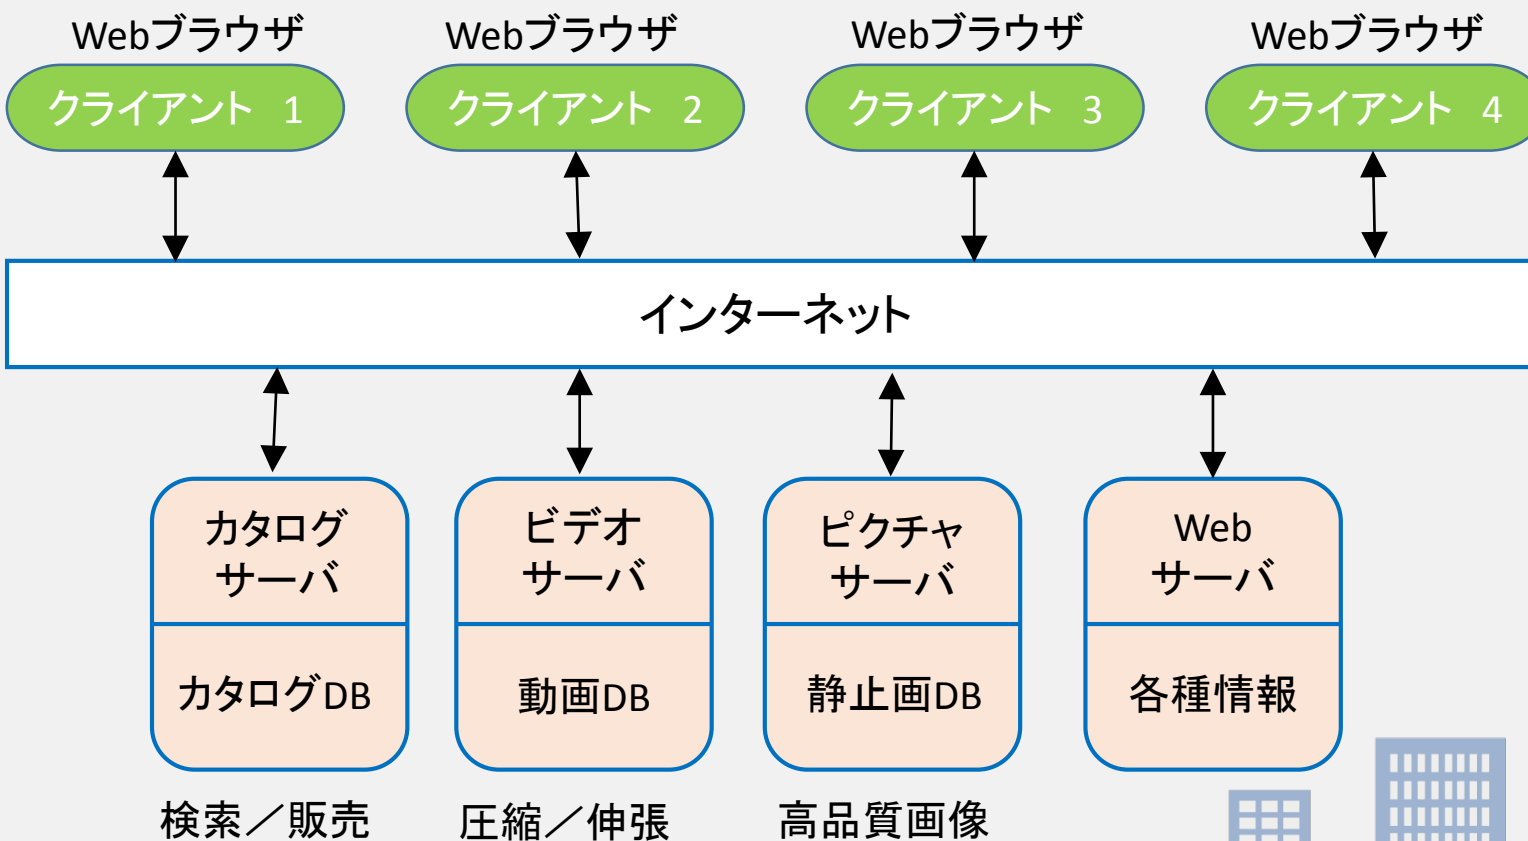 Webブラウザ
Webブラウザ
Webブラウザ
Webブラウザ
クライアント 1
クライアント 2
クライアント 3
クライアント 4
インターネット
カタログ
サーバ
ビデオ
サーバ
ピクチャ
サーバ
Web
サーバ
カタログDB
動画DB
静止画DB
各種情報
検索／販売
圧縮／伸張
高品質画像